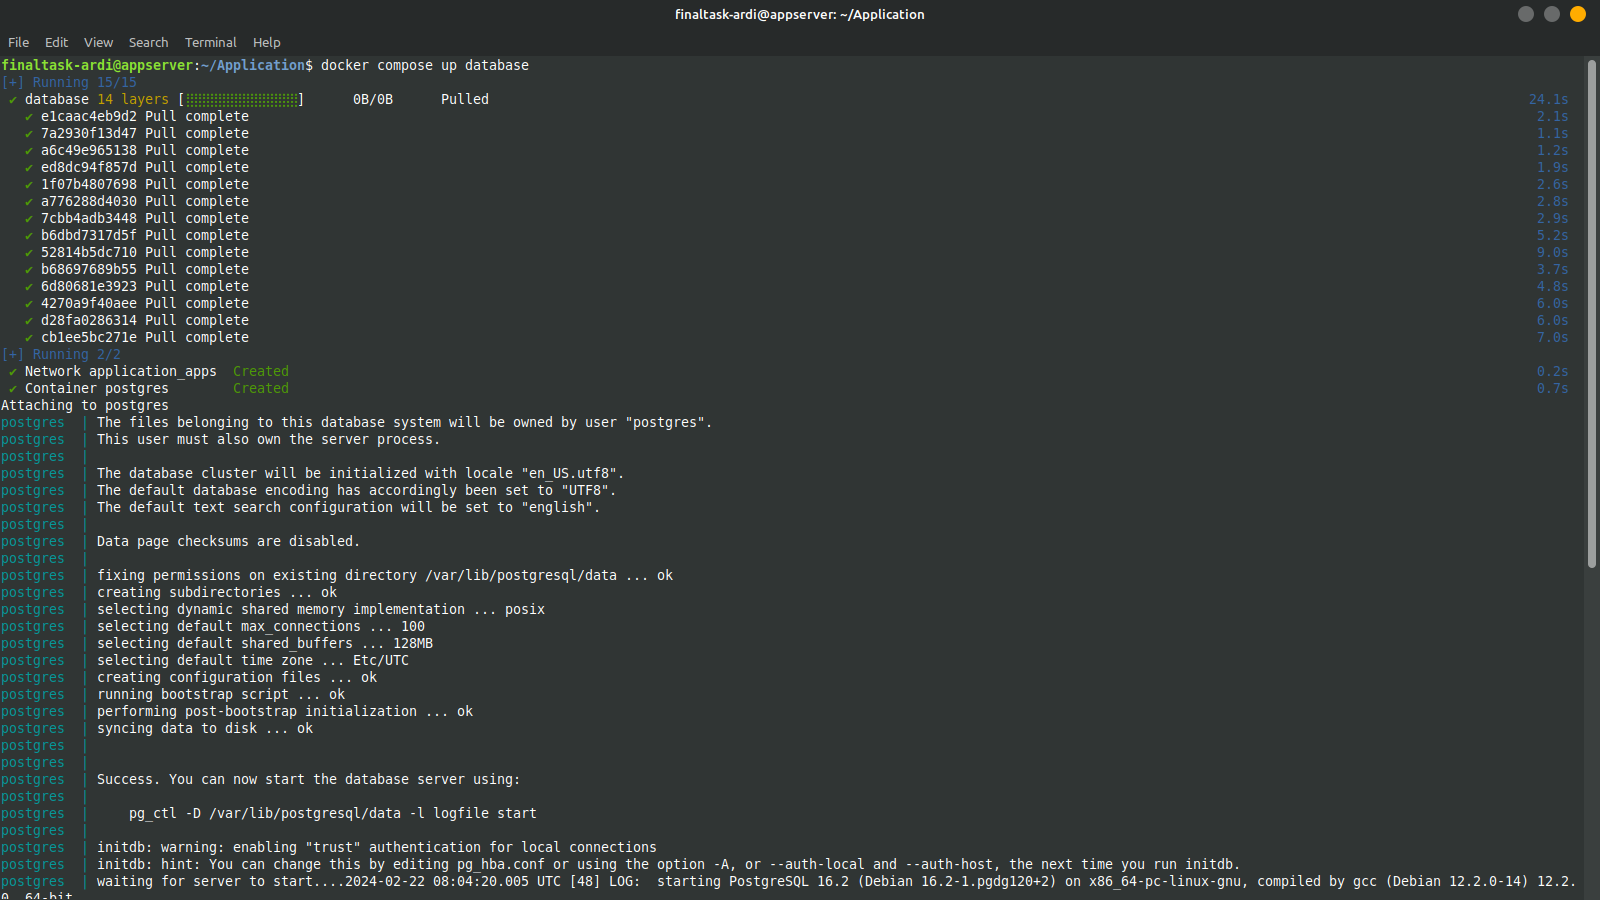 finaltask-ardi@appserver: ~/Application
File Edit View Search Terminal Help
finaltask-ardi@appserver:~/Application$ docker compose up database
[+] Running 15/15
✔ database 14 layers [⣿⣿⣿⣿⣿⣿⣿⣿⣿⣿⣿⣿⣿⣿] 0B/0B Pulled 24.1s
✔ e1caac4eb9d2 Pull complete 2.1s
✔ 7a2930f13d47 Pull complete 1.1s
✔ a6c49e965138 Pull complete 1.2s
✔ ed8dc94f857d Pull complete 1.9s
✔ 1f07b4807698 Pull complete 2.6s
✔ a776288d4030 Pull complete 2.8s
✔ 7cbb4adb3448 Pull complete 2.9s
✔ b6dbd7317d5f Pull complete 5.2s
✔ 52814b5dc710 Pull complete 9.0s
✔ b68697689b55 Pull complete 3.7s
✔ 6d80681e3923 Pull complete 4.8s
✔ 4270a9f40aee Pull complete 6.0s
✔ d28fa0286314 Pull complete 6.0s
✔ cb1ee5bc271e Pull complete 7.0s
[+] Running 2/2
✔ Network application_apps Created 0.2s
✔ Container postgres Created 0.7s
Attaching to postgres
postgres | The files belonging to this database system will be owned by user "postgres".
postgres | This user must also own the server process.
postgres |
postgres | The database cluster will be initialized with locale "en_US.utf8".
postgres | The default database encoding has accordingly been set to "UTF8".
postgres | The default text search configuration will be set to "english".
postgres |
postgres | Data page checksums are disabled.
postgres |
postgres | fixing permissions on existing directory /var/lib/postgresql/data ... ok
postgres | creating subdirectories ... ok
postgres | selecting dynamic shared memory implementation ... posix
postgres | selecting default max_connections ... 100
postgres | selecting default shared_buffers ... 128MB
postgres | selecting default time zone ... Etc/UTC
postgres | creating configuration files ... ok
postgres | running bootstrap script ... ok
postgres | performing post-bootstrap initialization ... ok
postgres | syncing data to disk ... ok
postgres |
postgres |
postgres | Success. You can now start the database server using:
postgres |
postgres | pg_ctl -D /var/lib/postgresql/data -l logfile start
postgres |
postgres | initdb: warning: enabling "trust" authentication for local connections
postgres | initdb: hint: You can change this by editing pg_hba.conf or using the option -A, or --auth-local and --auth-host, the next time you run initdb.
postgres | waiting for server to start....2024-02-22 08:04:20.005 UTC [48] LOG:  starting PostgreSQL 16.2 (Debian 16.2-1.pgdg120+2) on x86_64-pc-linux-gnu, compiled by gcc (Debian 12.2.0-14) 12.2.
0, 64-bit